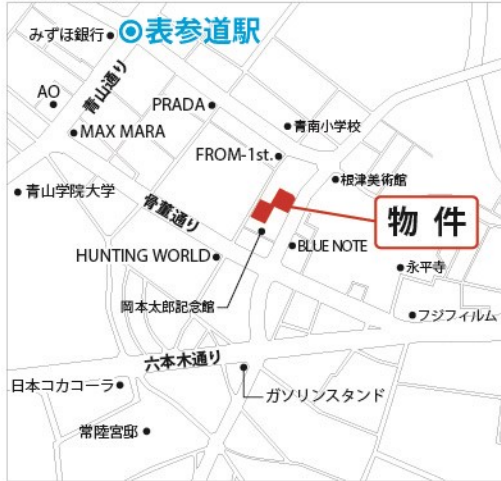 みずほ銀行
表参道駅
青山通り
AO
PRADA
MAX MARA
青南小学校
FROM-1st.
根津美術館
青山学院大学
骨董通り
物件
BLUE NOTE
HUNTING WORLD
永平寺
岡本太郎記念館
フジフィルム
六本木通り
日本コカコーラ
ガソリンスタンド
常陸宮邸